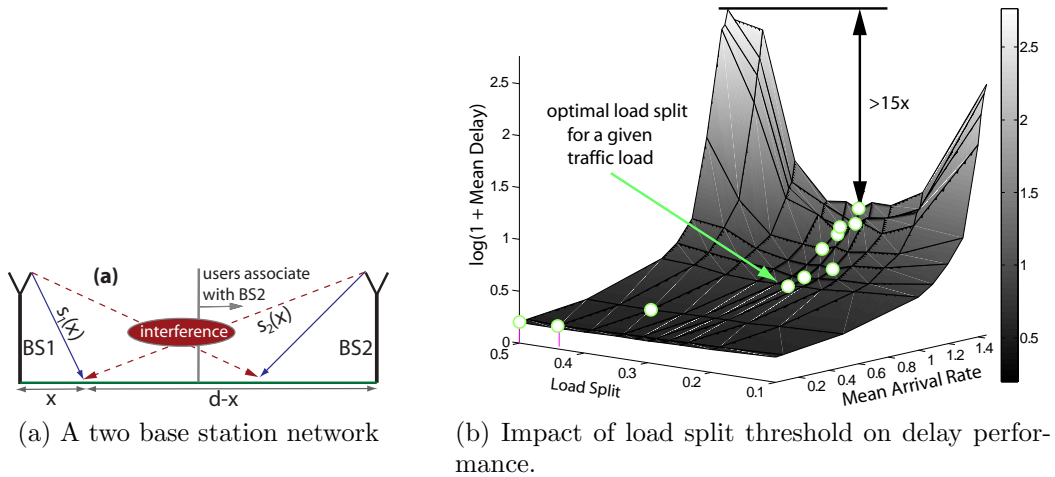 (a)
users associate
with BS2
s1(x)
interference
s2(x)
BS1
BS2
x
d-x
(a) A two base station network
optimal load split
for a given
traffic load
>15x
log(1 + Mean Delay)
2.5
2
1.5
1
0.5
0
0.5
0.4
0.3
0.2
0.1
Load Split
0.2
0.4
0.6
0.8
1
1.2
1.4
Mean Arrival Rate
2.5
2
1.5
1
0.5
(b) Impact of load split threshold on delay perfor-
mance.